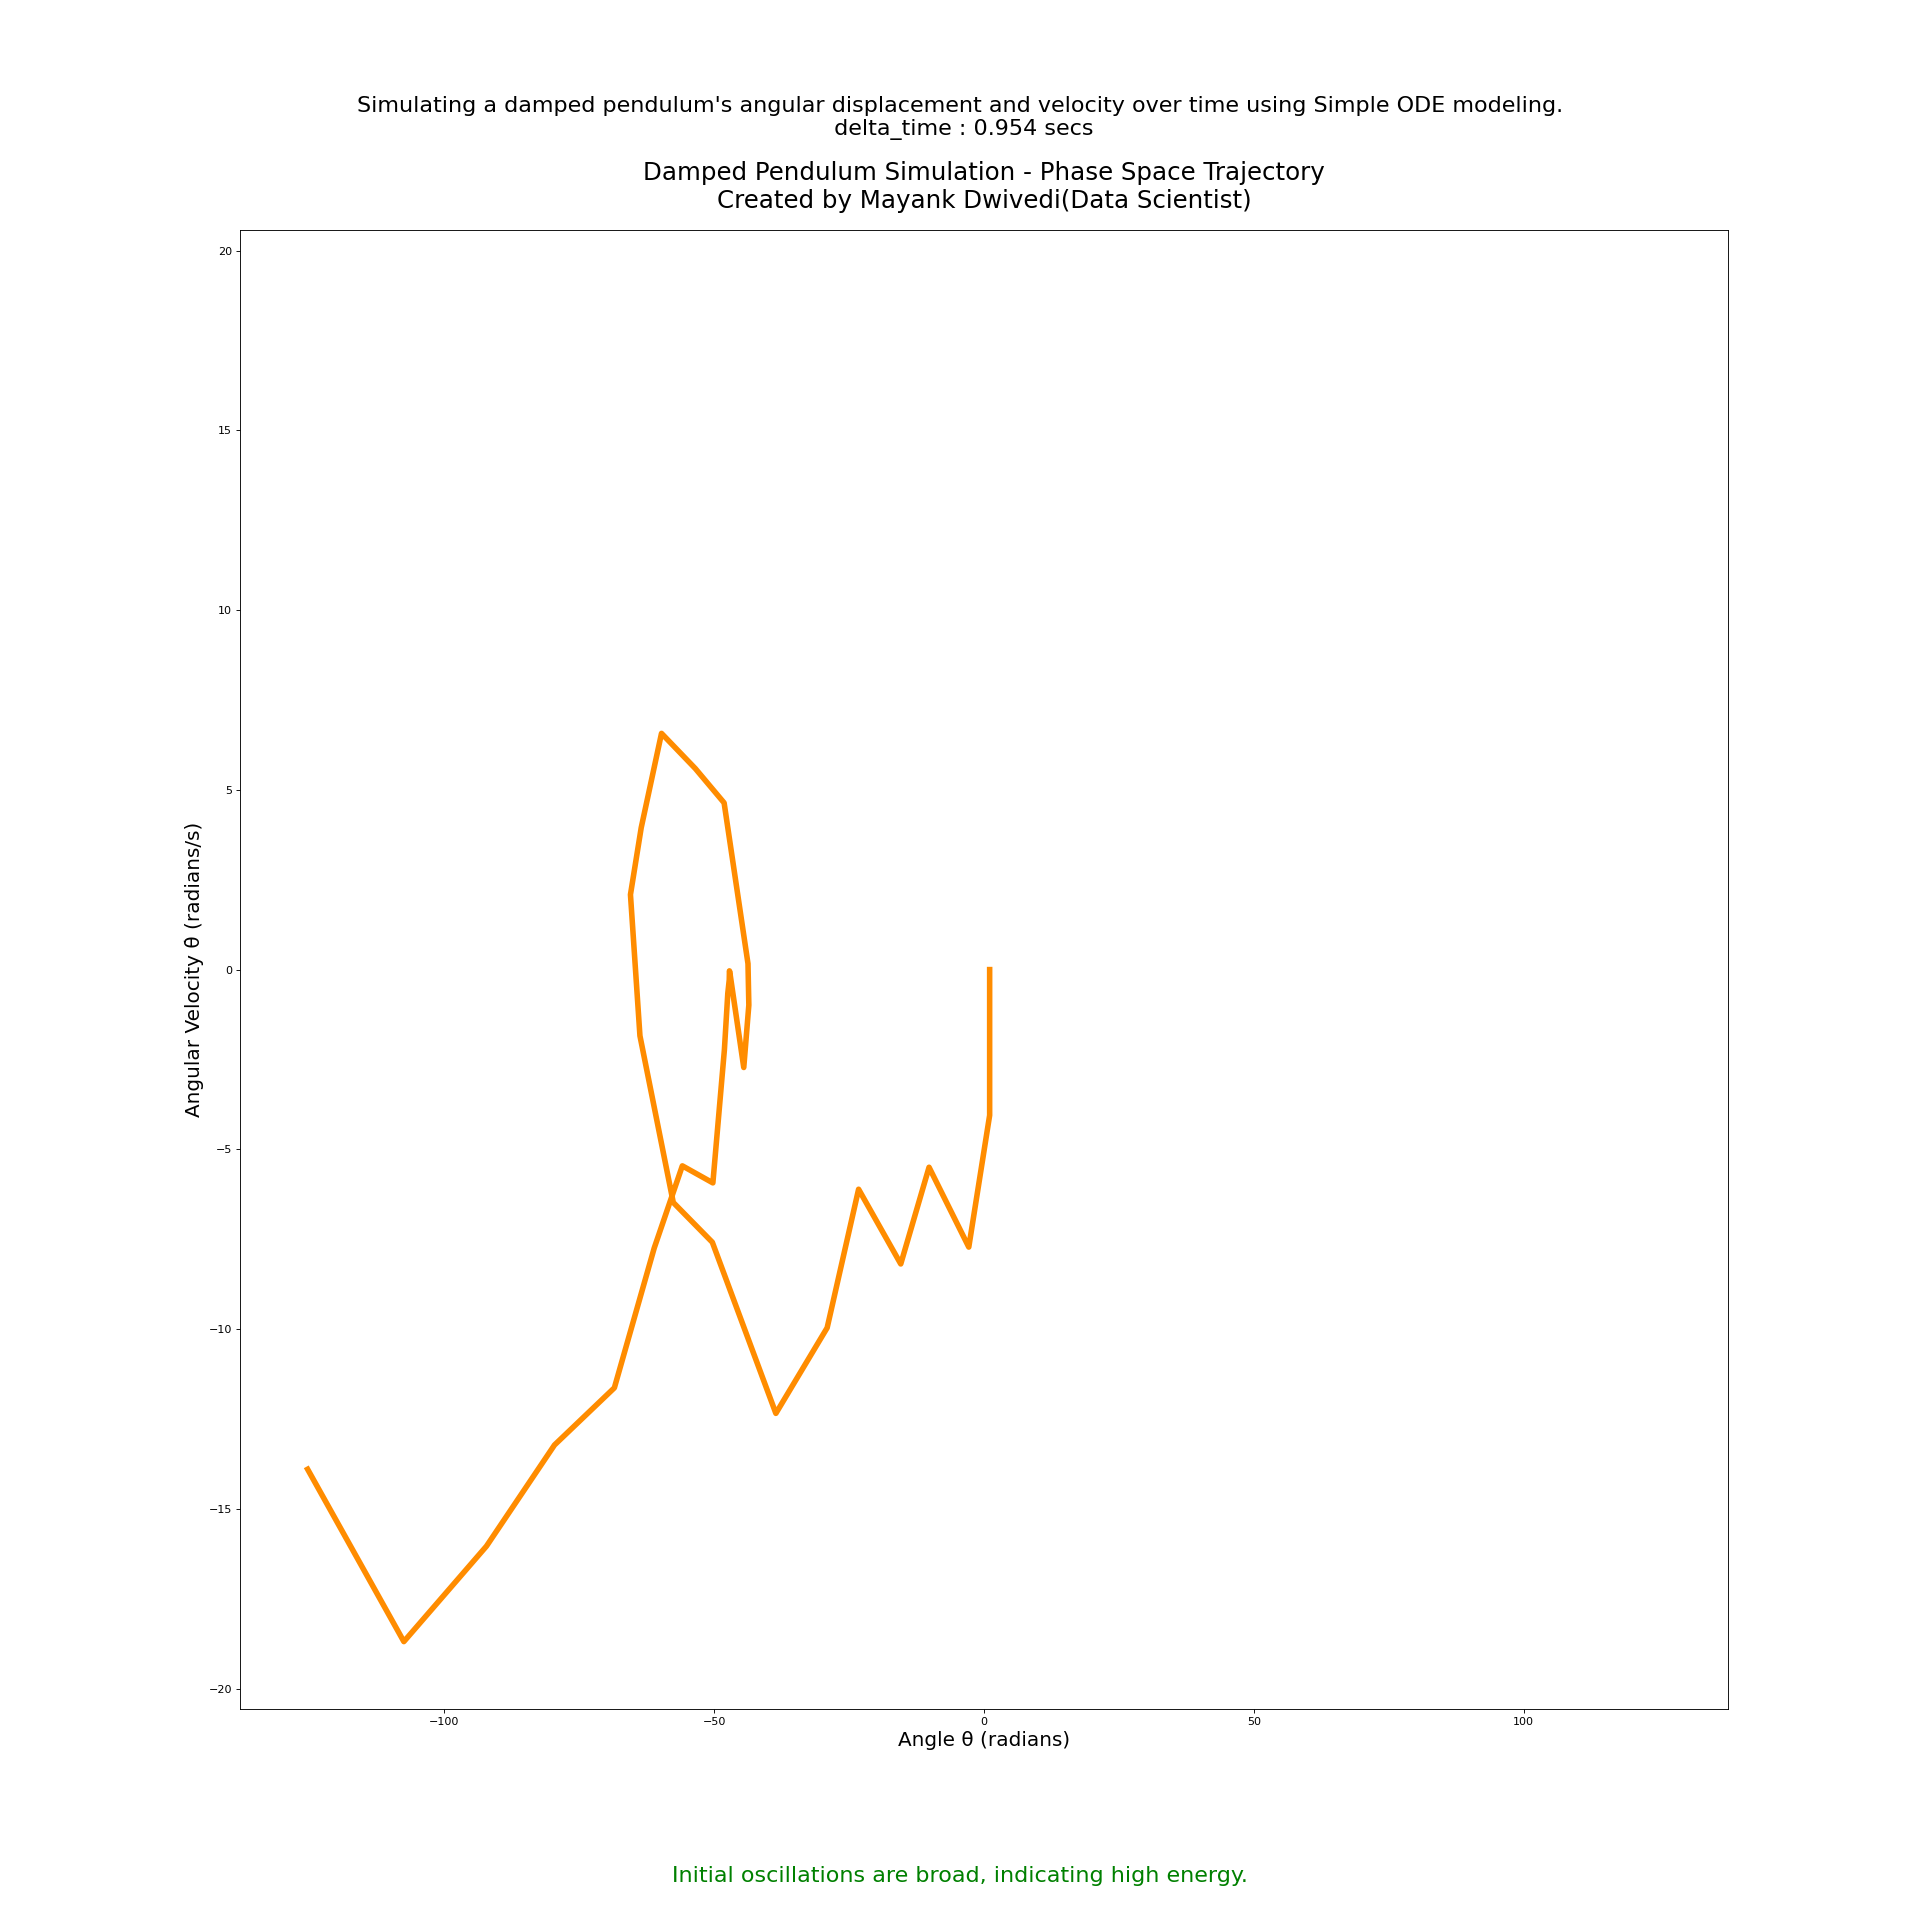 Simulating a damped pendulum's angular displacement and velocity over time using Simple ODE modeling.
delta_time : 0.954 secs
Damped Pendulum Simulation - Phase Space Trajectory
Created by Mayank Dwivedi(Data Scientist)
20
15
10
5
0
−5
−10
−15
−20
Angular Velocity θ (radians/s)
−100
−50
0
50
100
Angle θ (radians)
Initial oscillations are broad, indicating high energy.